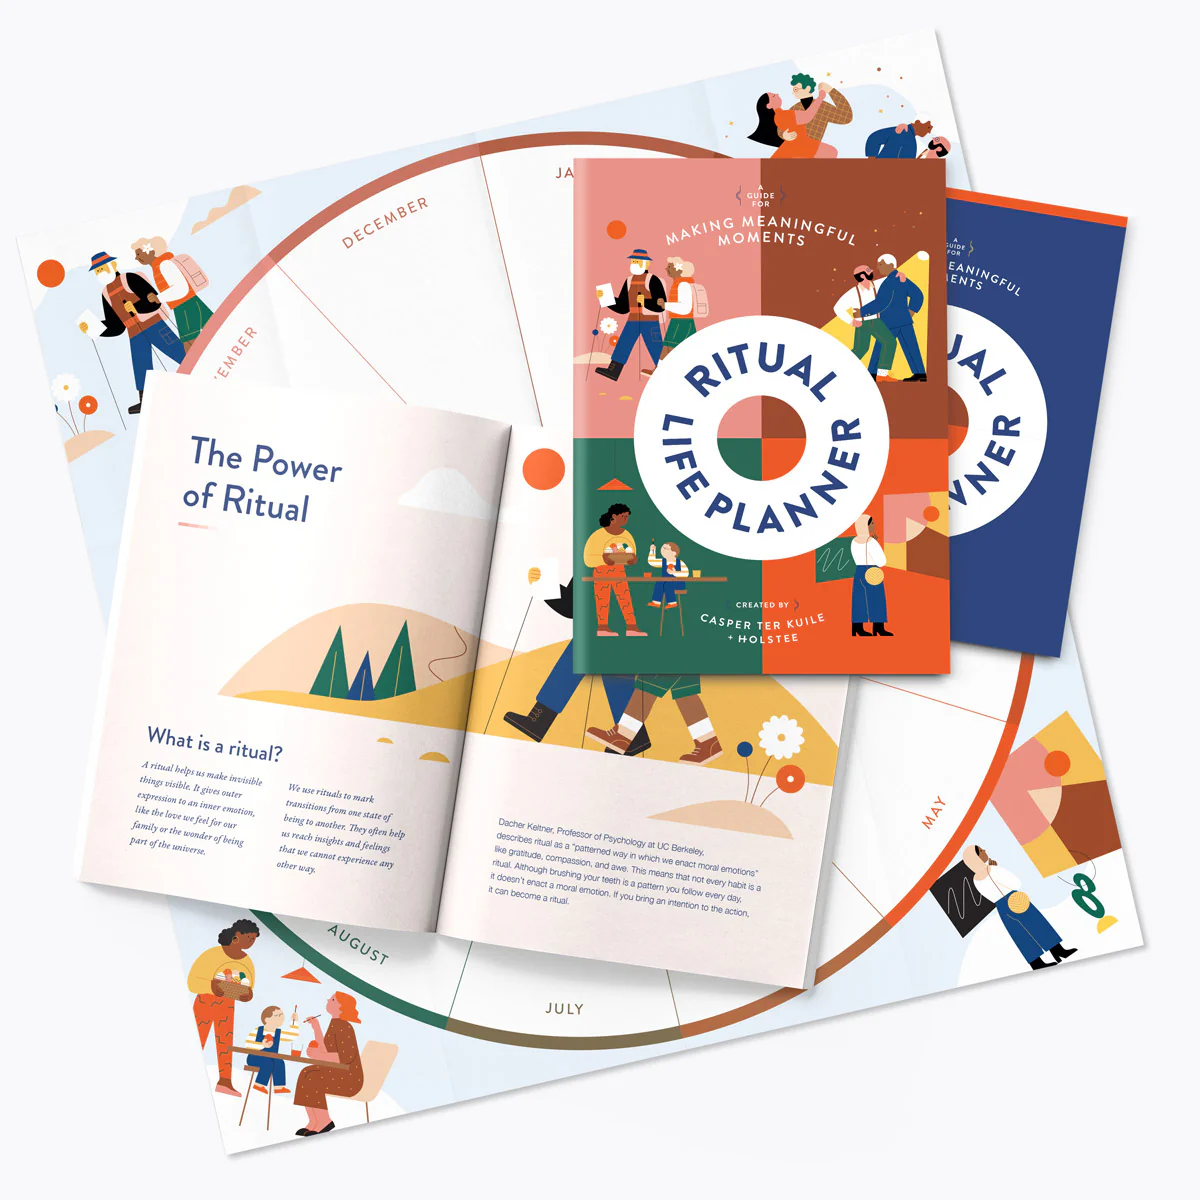 DECEMBER
JA
EMBER
A
GUIDE
FOR
MAKING MEANINGFUL
MOMENTS
RITUAL
LIFE PLANNER
CREATED BY
CASPER TER KUILE
+ HOLSTEE
A
GUIDE
FOR
EANINGFUL
MENTS
UAL
NNER
The Power
of Ritual
What is a ritual?
A ritual helps us make invisible
things visible. It gives outer
expression to an inner emotion,
like the love we feel for our
family or the wonder of being
part of the universe.
We use rituals to mark
transitions from one state of
being to another. They often help
us reach insights and feelings
that we cannot experience any
other way.
Dacher Keltner, Professor of Psychology at UC Berkeley,
describes ritual as a “patterned way in which we enact moral emotions”
like gratitude, compassion, and awe. This means that not every habit is a
ritual. Although brushing your teeth is a pattern you follow every day,
it doesn’t enact a moral emotion. If you bring an intention to the action,
it can become a ritual.
MAY
AUGUST
JULY